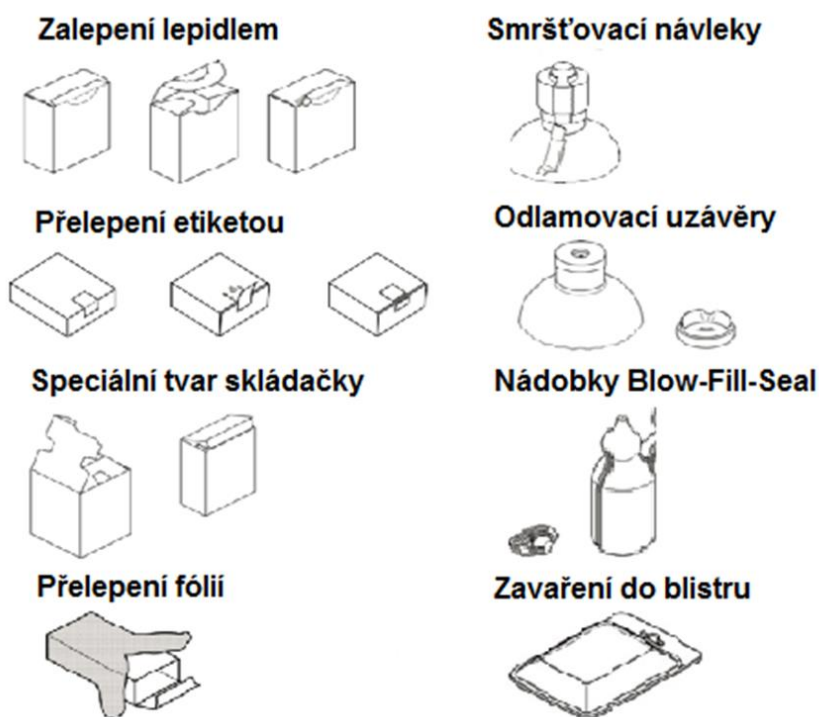 Zalepení lepidlem
Smršťovací návleky
Přelepení etiketou
Odlamovací uzávěry
Speciální tvar skládačky
Nádobky Blow-Fill-Seal
Přelepení fólií
Zavaření do blistru